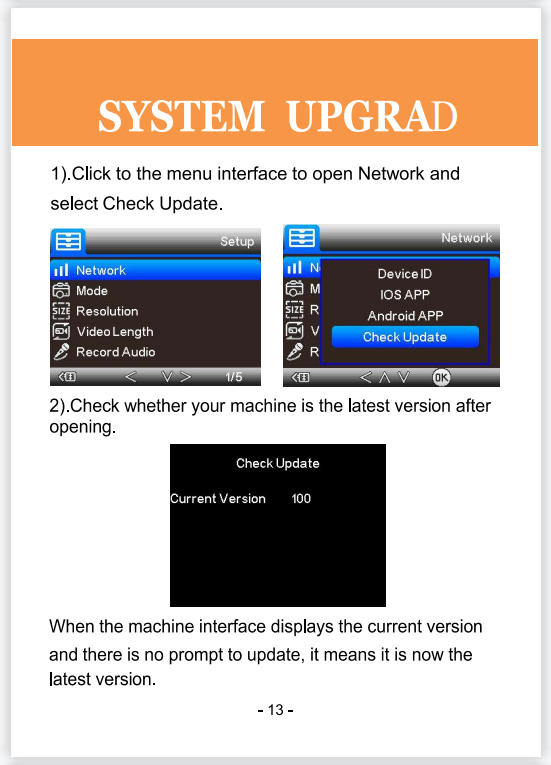 SYSTEM UPGRAD
1).Click to the menu interface to open Network and
select Check Update.
Setup
Network
Mode
SIZE Resolution
Video Length
Record Audio
1/5
Network
N
Device ID
M
IOS APP
SIZE R
Android APP
V
Check Update
R
OK
2).Check whether your machine is the latest version after
opening.
Check Update
Current Version 100
When the machine interface displays the current version
and there is no prompt to update, it means it is now the
latest version.
- 13 -